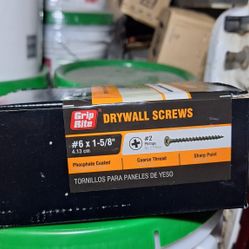 Grip Rite
DRYWALL SCREWS
#6 x 1-5/8"
4.13 cm
#2
Phillips
Phosphate Coated
Coarse Thread
Sharp Point
TORNILLOS PARA PANELES DE YESO